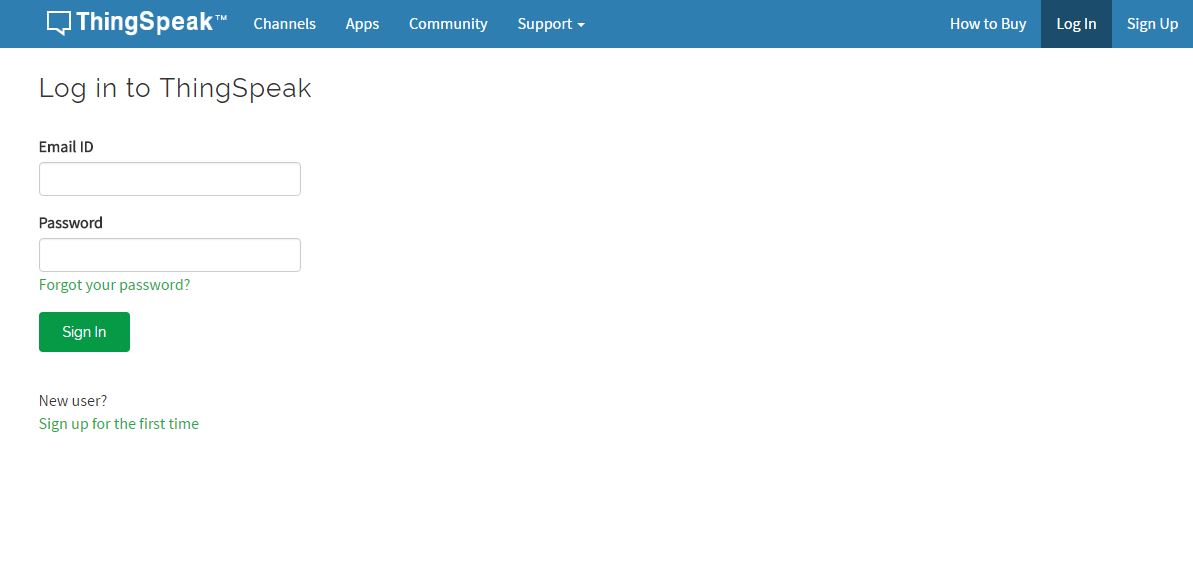 ThingSpeak™ Channels Apps Community Support How to Buy Log In Sign Up
Log in to ThingSpeak
Email ID
Password
Forgot your password?
Sign In
New user?
Sign up for the first time